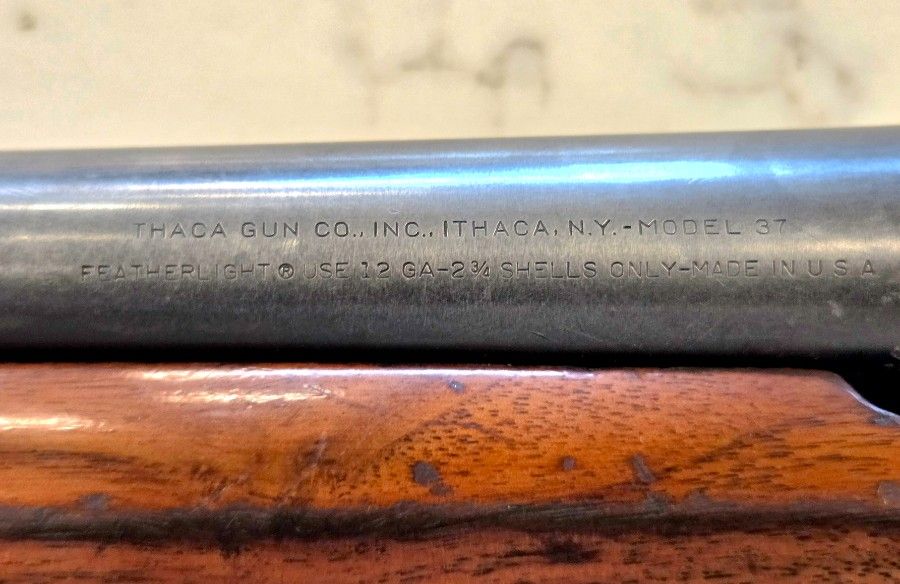 THACA GUN CO., INC., ITHACA, N.Y.-MODEL 37
FEATHERLIGHT® USE 12 GA-2¾ SHELLS ONLY-MADE IN U S A